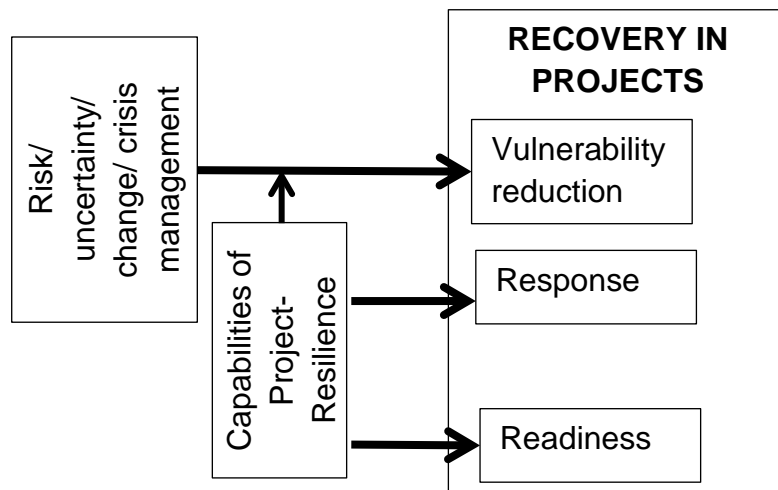 Risk/
uncertainty/
change/ crisis
management
Capabilities of
Project-
Resilience
RECOVERY IN
PROJECTS
Vulnerability
reduction
Response
Readiness